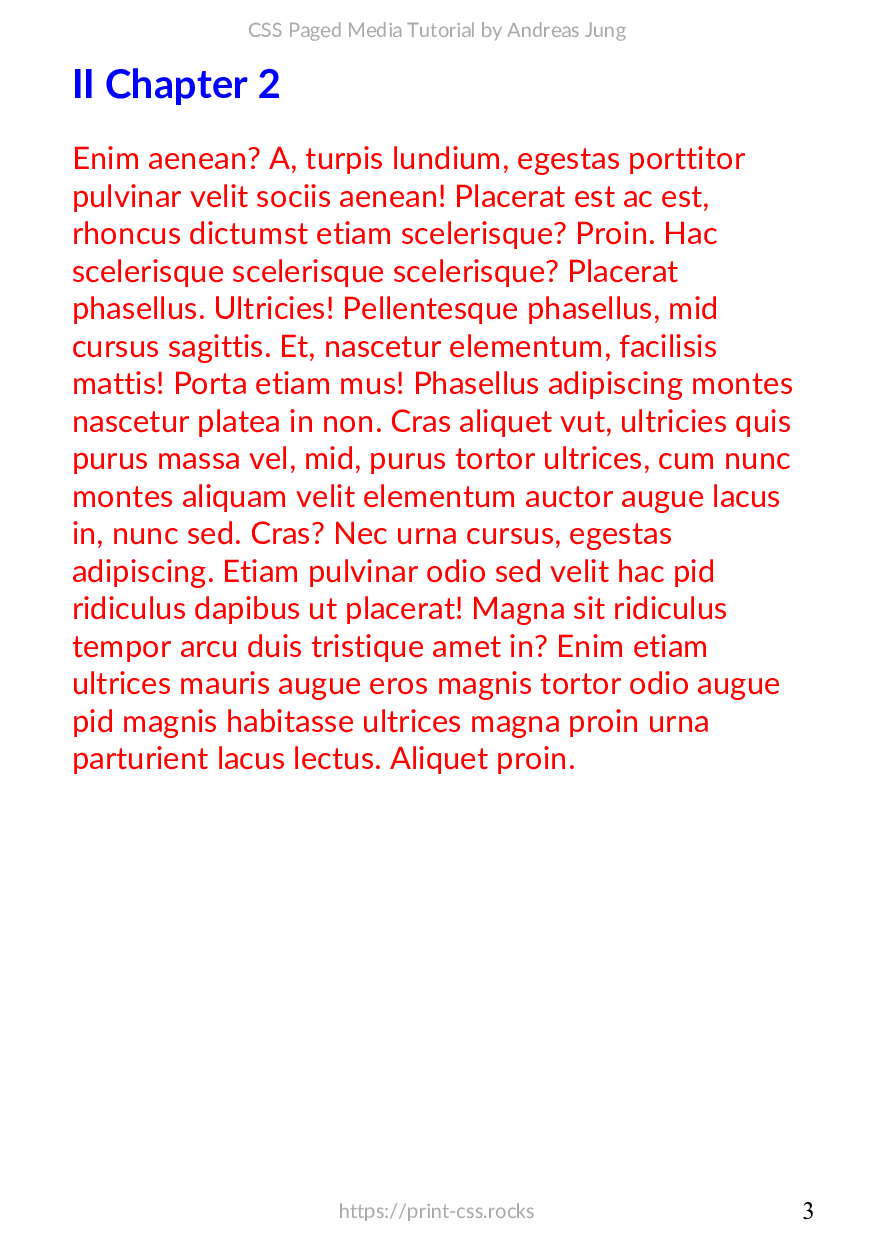 CSS Paged Media Tutorial by Andreas Jung
II Chapter 2
Enim aenean? A, turpis lundium, egestas porttitor
pulvinar velit sociis aenean! Placerat est ac est,
rhoncus dictumst etiam scelerisque? Proin. Hac
scelerisque scelerisque scelerisque? Placerat
phasellus. Ultricies! Pellentesque phasellus, mid
cursus sagittis. Et, nascetur elementum, facilisis
mattis! Porta etiam mus! Phasellus adipiscing montes
nascetur platea in non. Cras aliquet vut, ultricies quis
purus massa vel, mid, purus tortor ultrices, cum nunc
montes aliquam velit elementum auctor augue lacus
in, nunc sed. Cras? Nec urna cursus, egestas
adipiscing. Etiam pulvinar odio sed velit hac pid
ridiculus dapibus ut placerat! Magna sit ridiculus
tempor arcu duis tristique amet in? Enim etiam
ultrices mauris augue eros magnis tortor odio augue
pid magnis habitasse ultrices magna proin urna
parturient lacus lectus. Aliquet proin.
https://print-css.rocks
3